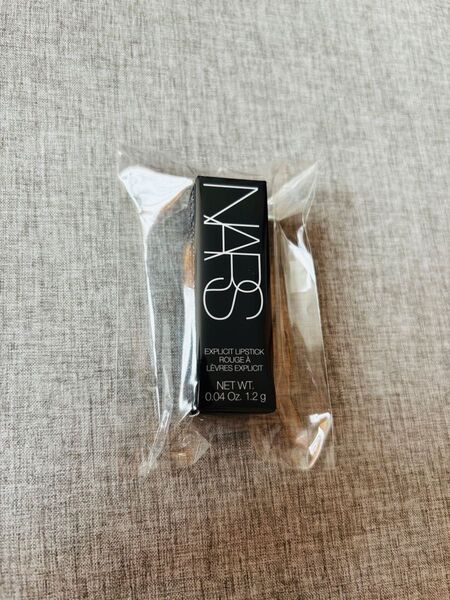 NARS
EXPLICIT LIPSTICK
ROUGE À
LÈVRES EXPLICIT
NET WT.
0.04 Oz. 1.2 g